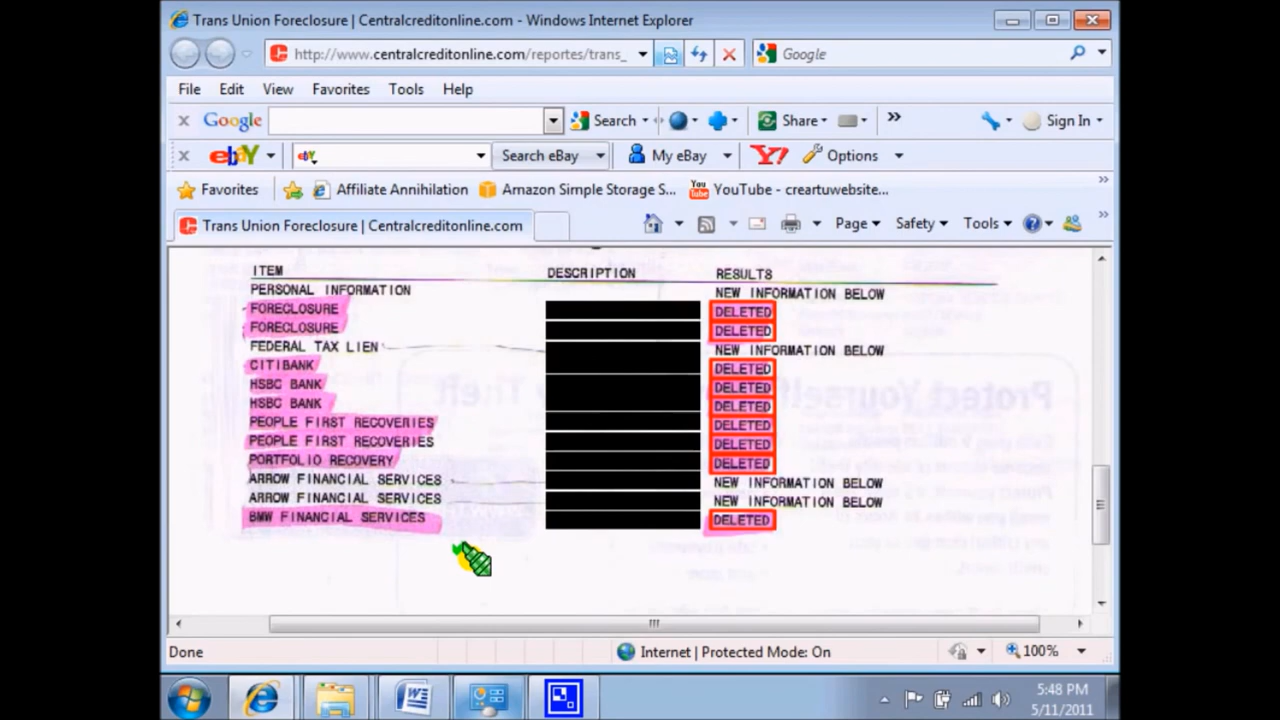 Trans Union Foreclosure | Centralcreditonline.com - Windows Internet Explorer
http://www.centralcreditonline.com/reportes/trans_
Google
File Edit View Favorites Tools Help
x Google Search Share » Sign In
x ebY ebY Search eBay My eBay Y! Options
Favorites Affiliate Annihilation Amazon Simple Storage S... You Tube YouTube - creartuwebsite... »
Trans Union Foreclosure | Centralcreditonline.com Page Safety Tools »
ITEM DESCRIPTION RESULTS
PERSONAL INFORMATION NEW INFORMATION BELOW
FORECLOSURE DELETED
FORECLOSURE DELETED
FEDERAL TAX LIEN NEW INFORMATION BELOW
CITIBANK DELETED
HSBC BANK DELETED
HSBC BANK DELETED
PEOPLE FIRST RECOVERIES DELETED
PEOPLE FIRST RECOVERIES DELETED
PORTFOLIO RECOVERY DELETED
ARROW FINANCIAL SERVICES NEW INFORMATION BELOW
ARROW FINANCIAL SERVICES NEW INFORMATION BELOW
BMW FINANCIAL SERVICES DELETED
Protect Yourself Theft
Done Internet | Protected Mode: On 100%
5:48 PM
5/11/2011